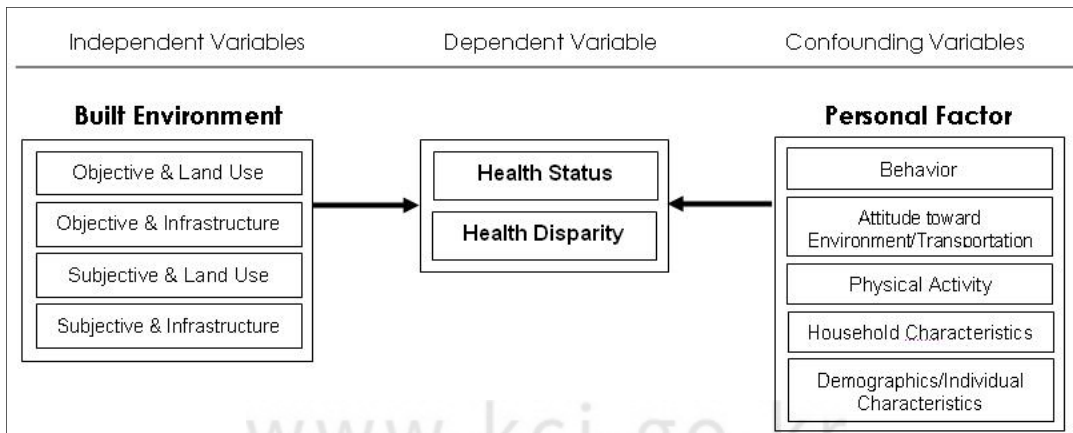 Independent Variables
Dependent Variable
Confounding Variables
Built Environment
Objective & Land Use
Objective & Infrastructure
Subjective & Land Use
Subjective & Infrastructure
Health Status
Health Disparity
Personal Factor
Behavior
Attitude toward
Environment/Transportation
Physical Activity
Household Characteristics
Demographics/Individual
Characteristics
www.kci.go.kr